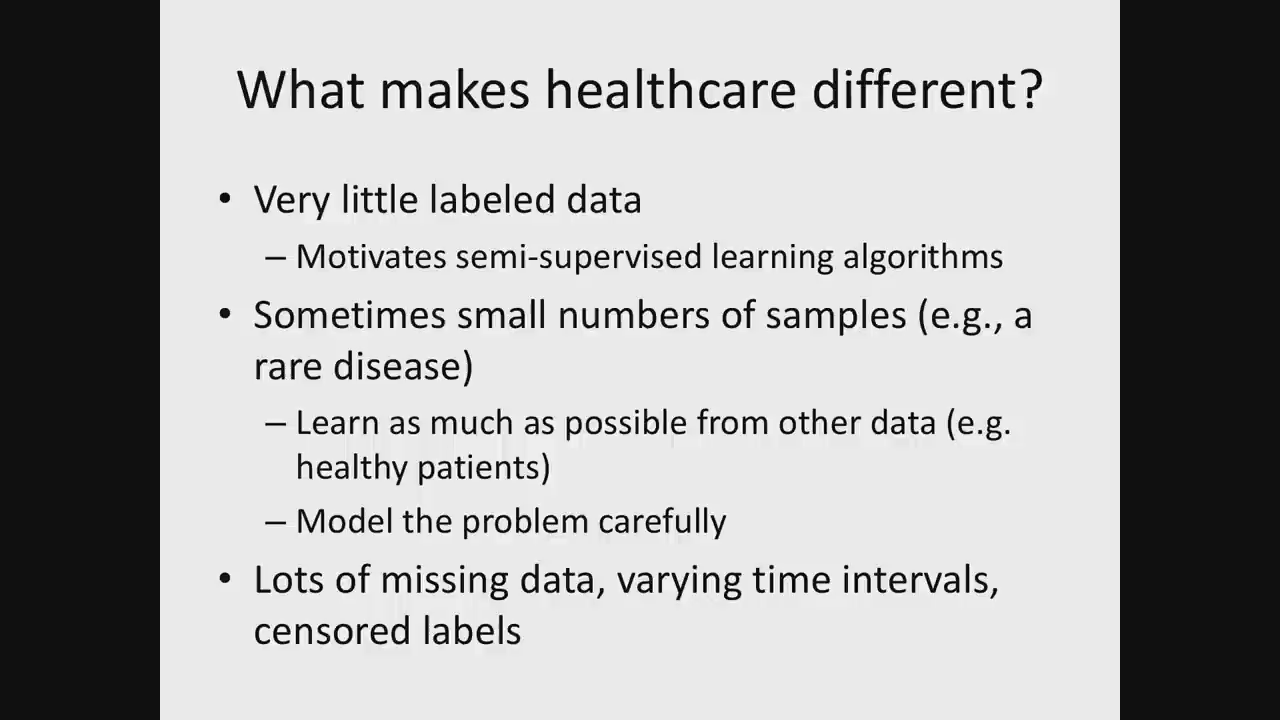 What makes healthcare different?
• Very little labeled data
– Motivates semi-supervised learning algorithms
• Sometimes small numbers of samples (e.g., a
rare disease)
– Learn as much as possible from other data (e.g.
healthy patients)
– Model the problem carefully
• Lots of missing data, varying time intervals,
censored labels